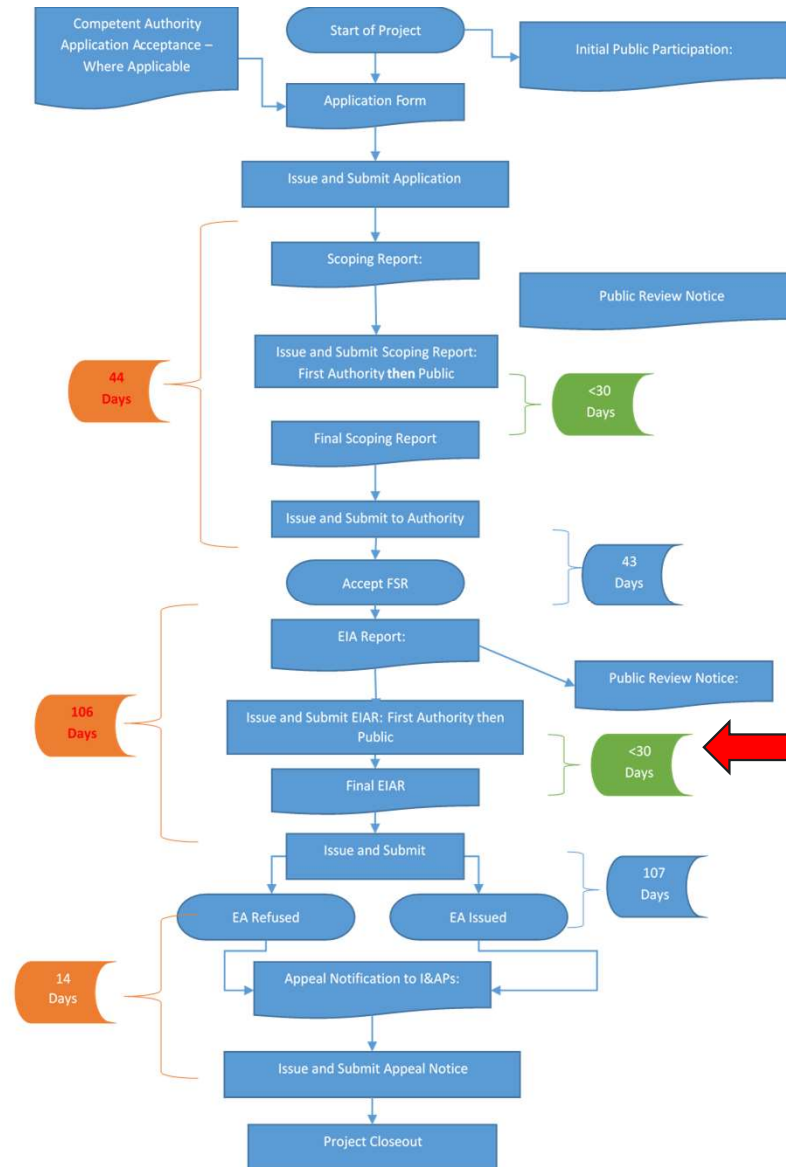 Competent Authority
Application Acceptance –
Where Applicable
Start of Project
Initial Public Participation:
Application Form
Issue and Submit Application
Scoping Report:
Public Review Notice
Issue and Submit Scoping Report:
First Authority then Public
44
Days
<30
Days
Final Scoping Report
Issue and Submit to Authority
43
Days
Accept FSR
EIA Report:
Public Review Notice:
106
Days
Issue and Submit EIAR: First Authority then
Public
<30
Days
Final EIAR
Issue and Submit
107
Days
EA Refused
EA Issued
14
Days
Appeal Notification to I&APs:
Issue and Submit Appeal Notice
Project Closeout